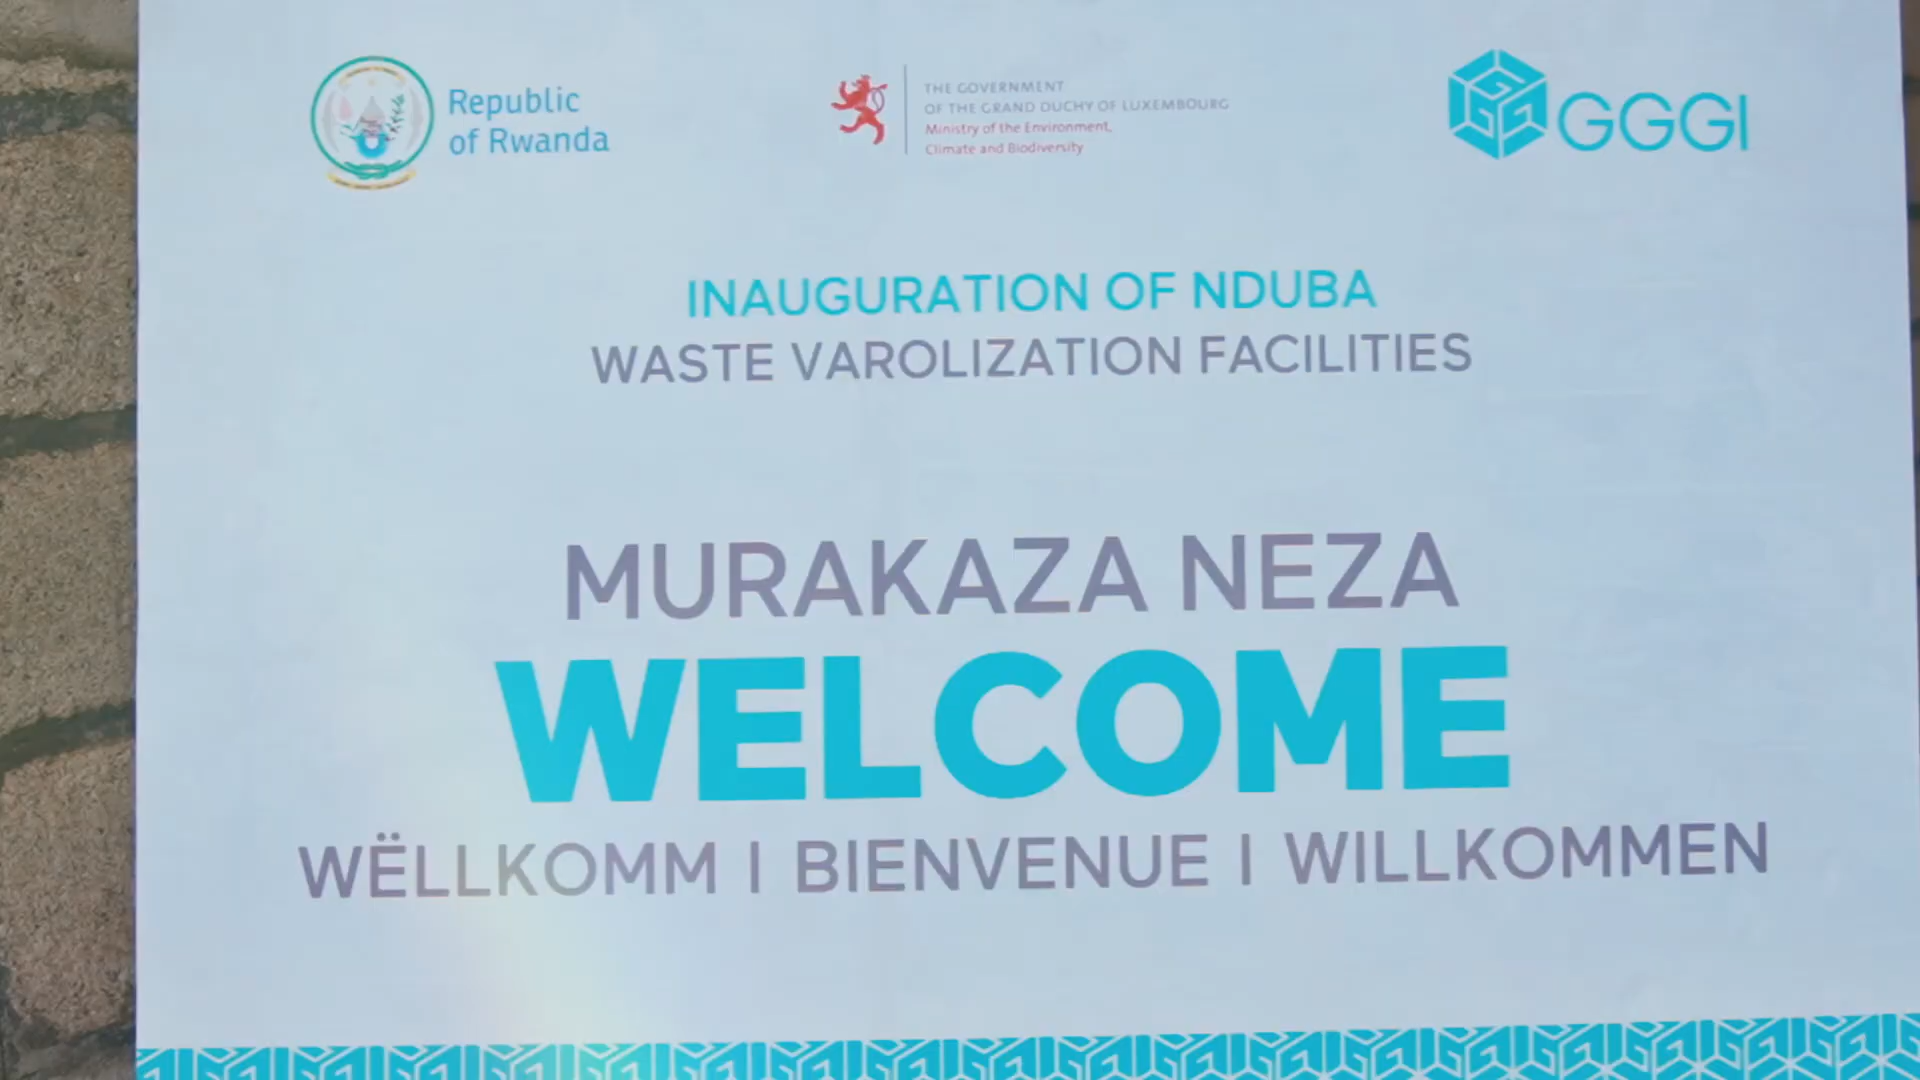 Republic
of Rwanda
THE GOVERNMENT
OF THE GRAND DUCHY OF LUXEMBOURG
Ministry of the Environment,
Climate and Biodiversity
GGGI
INAUGURATION OF NDUBA
WASTE VAROLIZATION FACILITIES
MURAKAZA NEZA
WELCOME
WËLLKOMM | BIENVENUE | WILLKOMMEN